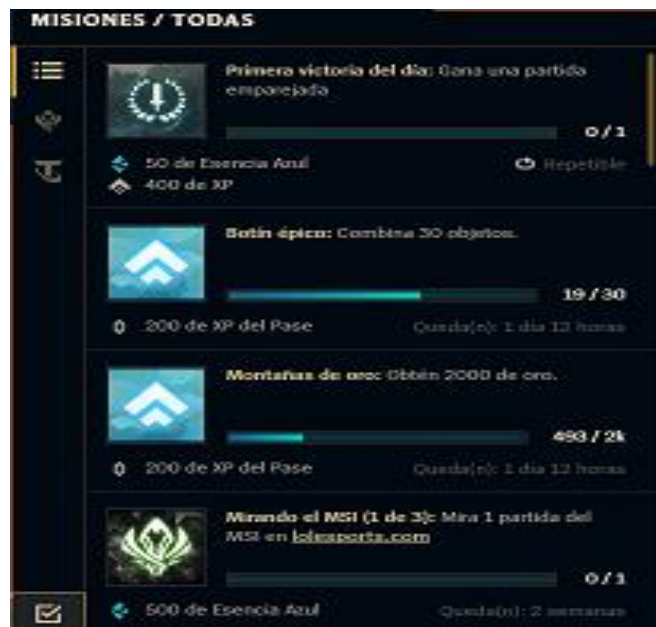 MISIONES / TODAS
Primera victoria del día: Gana una partida
emparejada
0 / 1
50 de Esencia Azul
Repetible
400 de XP
Botín épico: Combina 30 objetos.
19 / 30
200 de XP del Pase
Queda(n): 1 día 12 horas
Montañas de oro: Obtén 2000 de oro.
493 / 2k
200 de XP del Pase
Queda(n): 1 día 12 horas
Mirando el MSI (1 de 3): Mira 1 partida del
MSI en lolesports.com
0 / 1
500 de Esencia Azul
Queda(n): 2 semanas